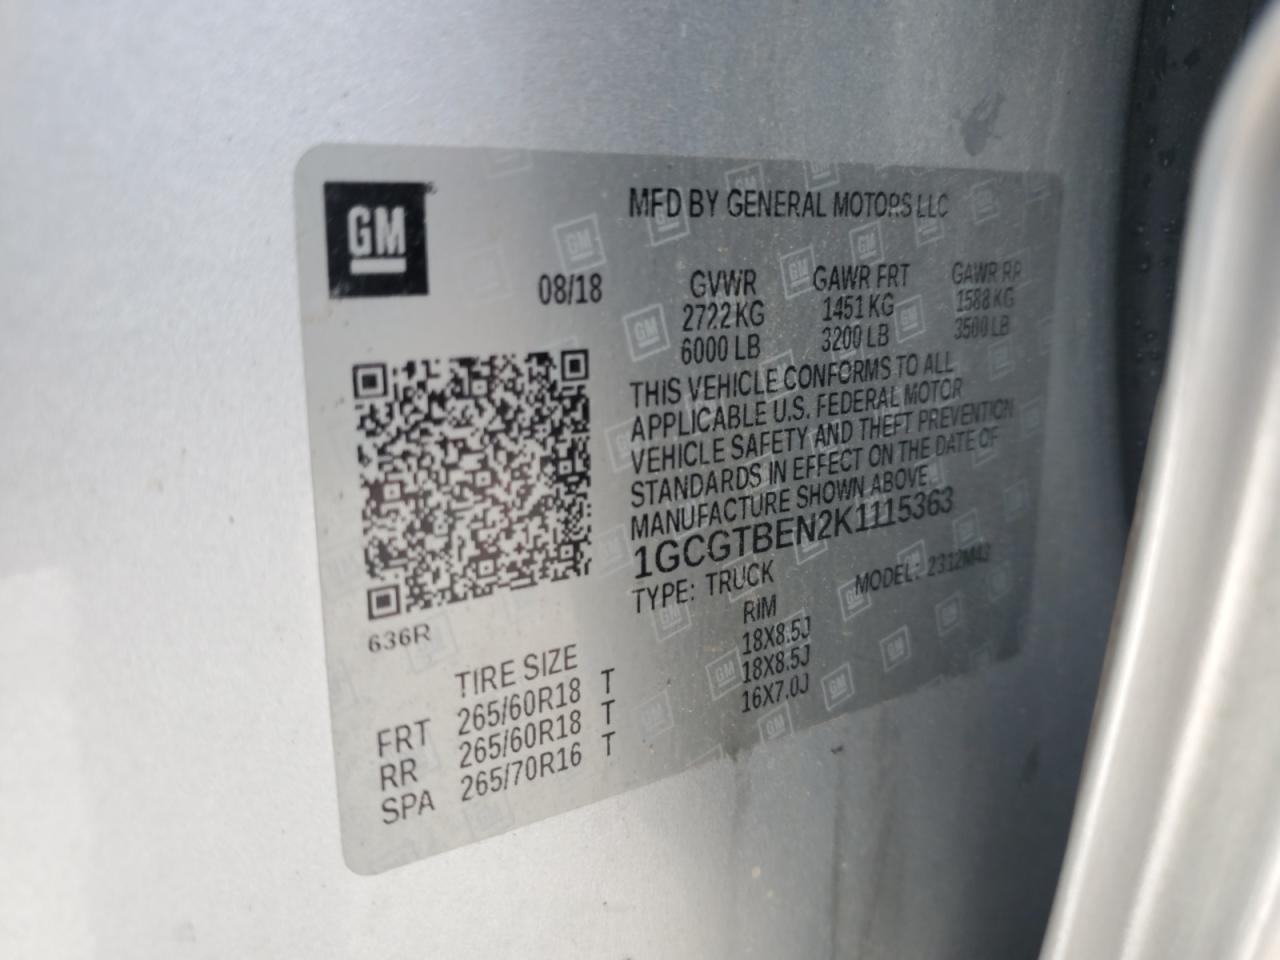 GM
MFD BY GENERAL MOTORS LLC
08/18
GVWR GAWR FRT GAWR RR
2722 KG 1451 KG 1588 KG
6000 LB 3200 LB 3500 LB
THIS VEHICLE CONFORMS TO ALL
APPLICABLE U.S. FEDERAL MOTOR
VEHICLE SAFETY AND THEFT PREVENTION
STANDARDS IN EFFECT ON THE DATE OF
MANUFACTURE SHOWN ABOVE.
1GCGTBEN2K1115363
TYPE: TRUCK MODEL: 2312M43
636R
TIRE SIZE RIM
FRT 265/60R18 T 18X8.5J
RR 265/60R18 T 18X8.5J
SPA 265/70R16 T 16X7.0J